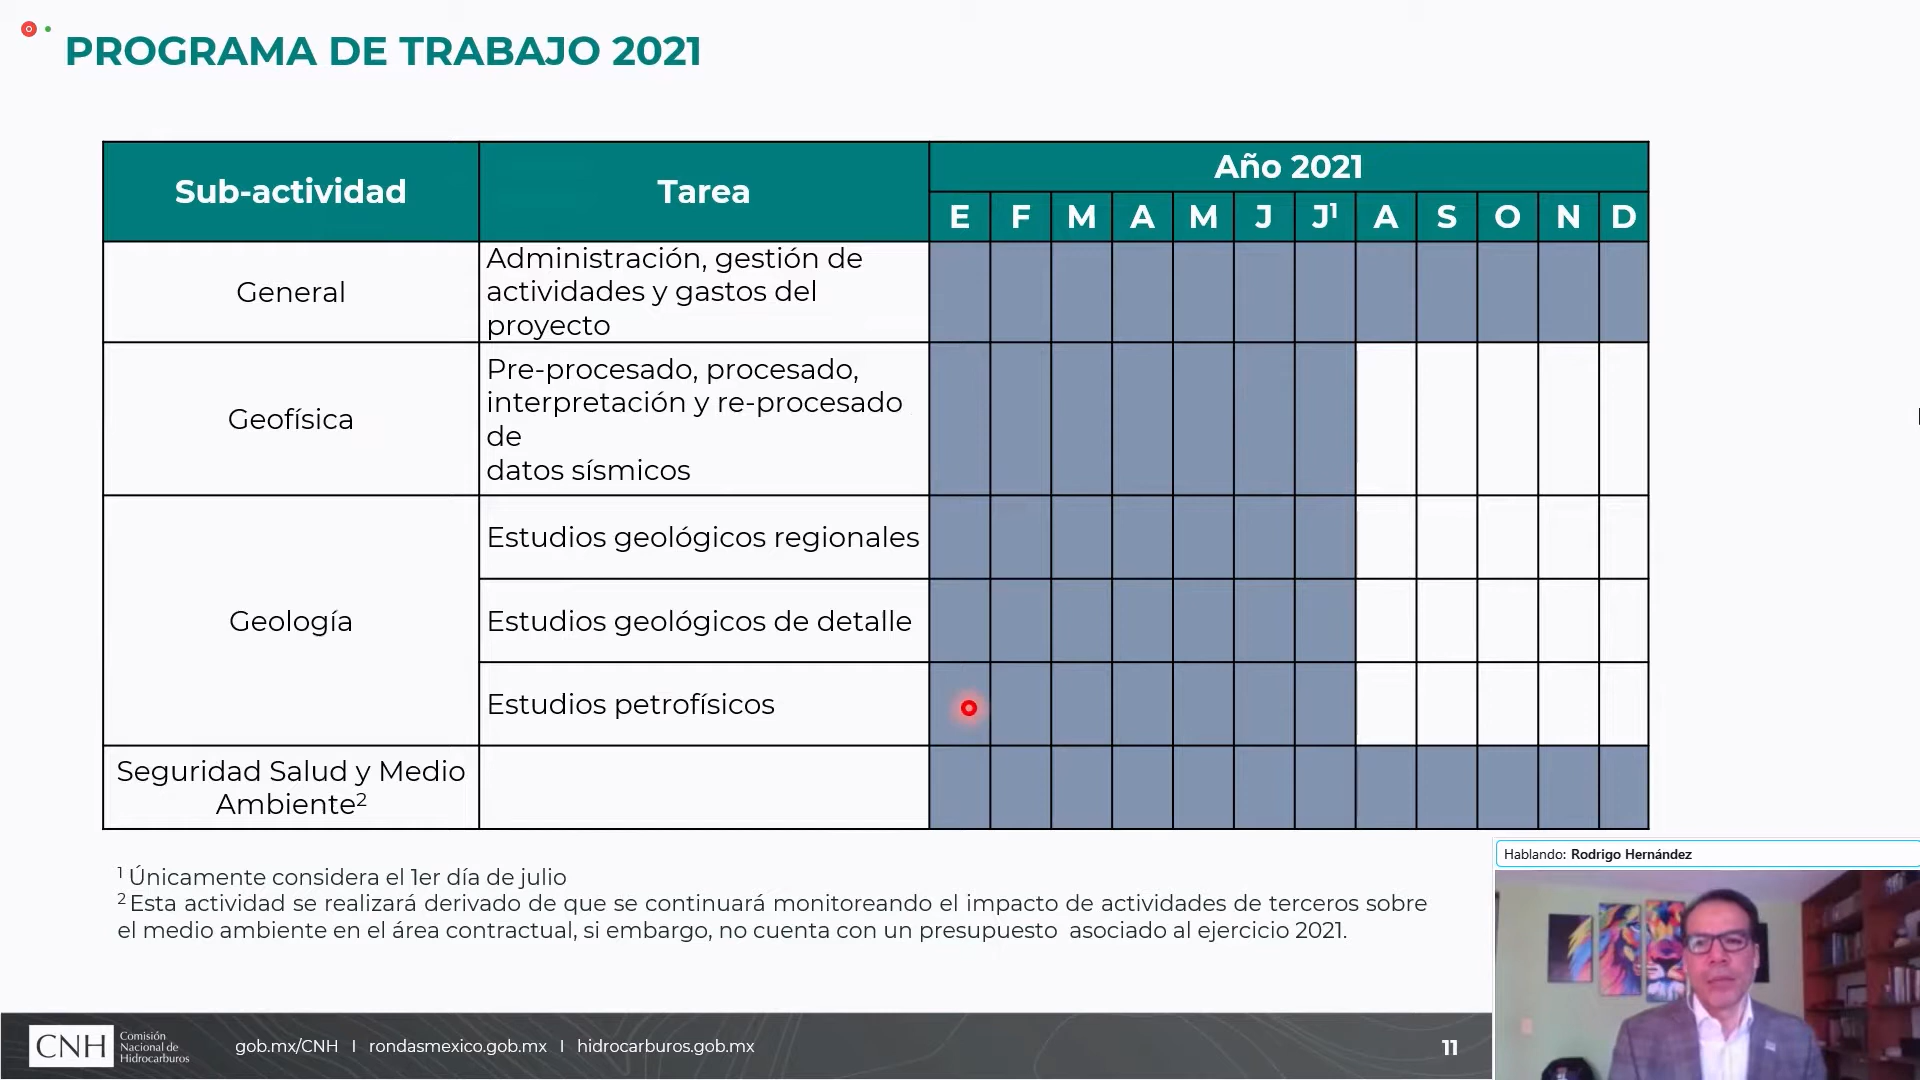 PROGRAMA DE TRABAJO 2021
Sub-actividad
Tarea
Año 2021
E F M A M J J¹ A S O N D
General
Administración, gestión de
actividades y gastos del
proyecto
Geofísica
Pre-procesado, procesado,
interpretación y re-procesado
de
datos sísmicos
Geología
Estudios geológicos regionales
Estudios geológicos de detalle
Estudios petrofísicos
Seguridad Salud y Medio
Ambiente²
¹ Únicamente considera el 1er día de julio
² Esta actividad se realizará derivado de que se continuará monitoreando el impacto de actividades de terceros sobre
el medio ambiente en el área contractual, si embargo, no cuenta con un presupuesto asociado al ejercicio 2021.
Hablando: Rodrigo Hernández
CNH
Comisión
Nacional de
Hidrocarburos
gob.mx/CNH I rondasmexico.gob.mx I hidrocarburos.gob.mx
11